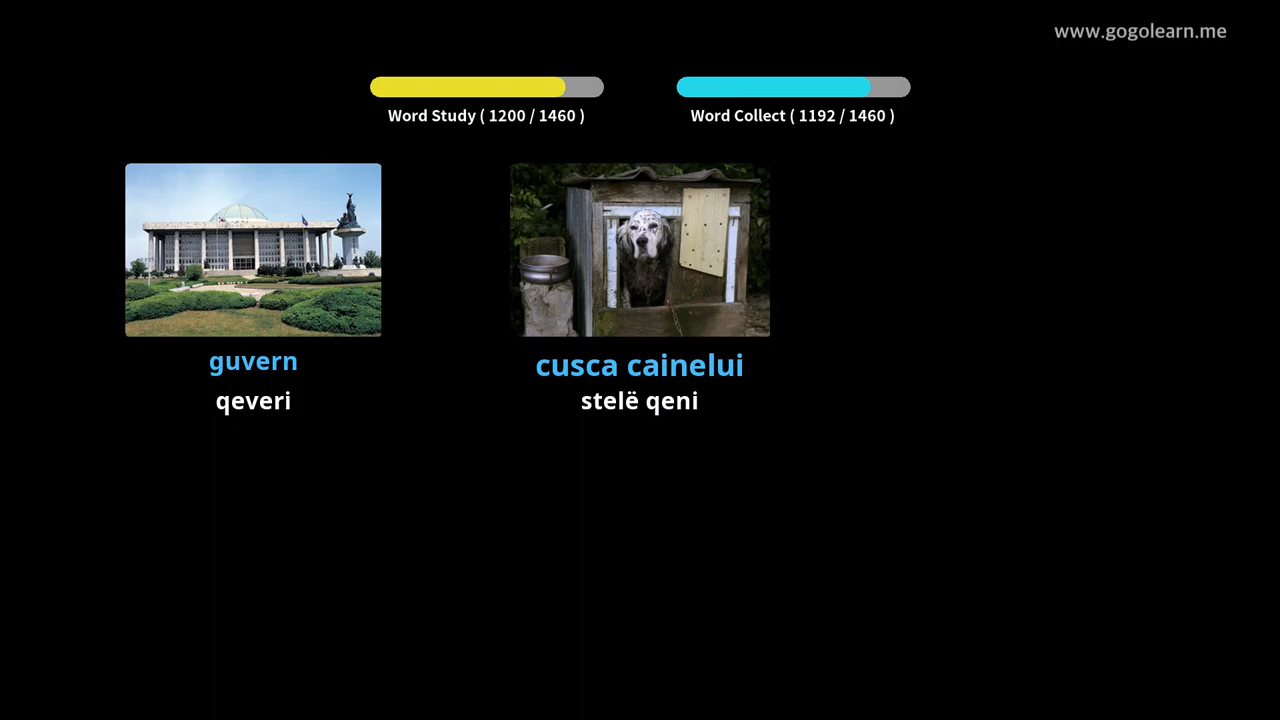 www.gogolearn.me
Word Study ( 1200 / 1460 )
Word Collect ( 1192 / 1460 )
guvern
qeveri
cusca cainelui
stelë qeni